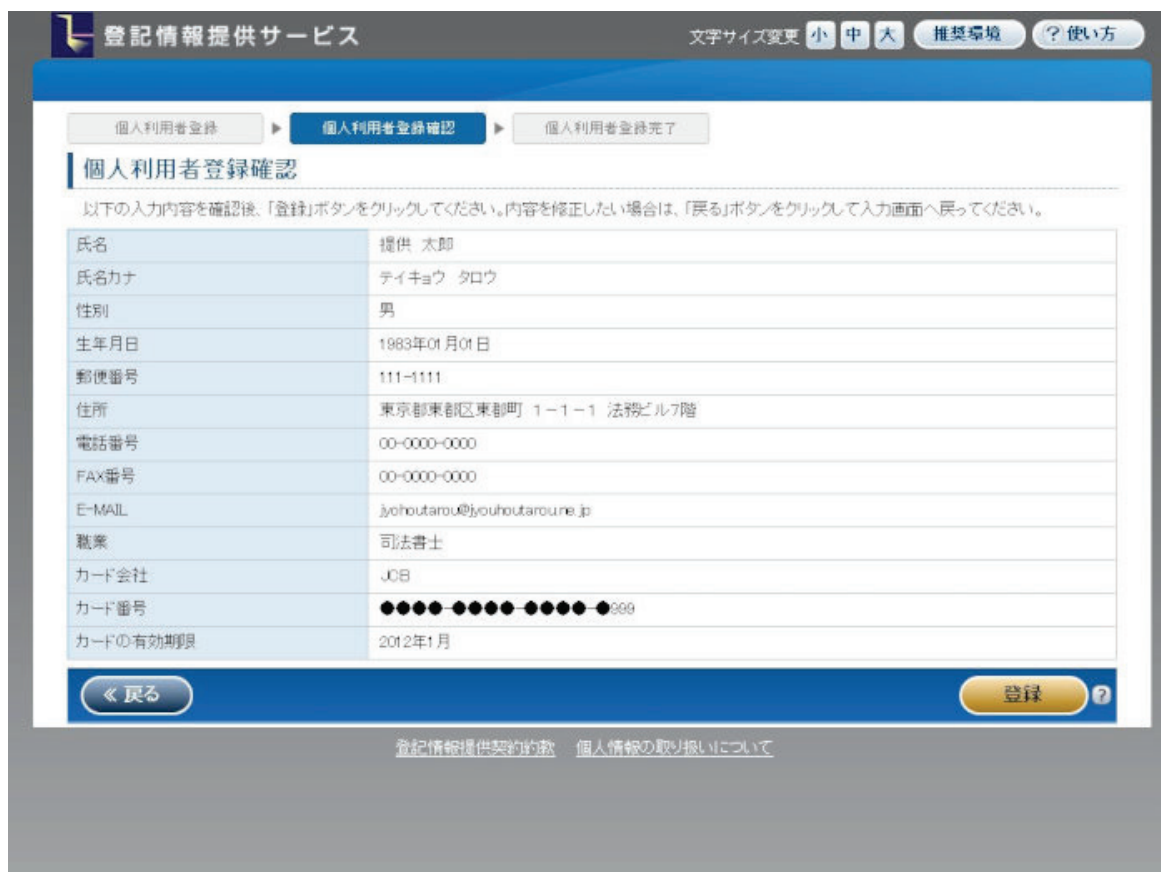 登記情報提供サービス
文字サイズ変更 小 中 大 推奨環境 ? 使い方
個人利用者登録 ▶ 個人利用者登録確認 ▶ 個人利用者登録完了
個人利用者登録確認
以下の入力内容を確認後、「登録」ボタンをクリックしてください。内容を修正したい場合は、「戻る」ボタンをクリックして入力画面へ戻ってください。
氏名 提供 太郎
氏名カナ テイキョウ タロウ
性別 男
生年月日 1983年01月01日
郵便番号 111-1111
住所 東京都東都区東都町 1-1-1 法務ビル7階
電話番号 00-0000-0000
FAX番号 00-0000-0000
E-MAIL jyohoutarou@jyouhoutarou.ne.jp
職業 司法書士
カード会社 JCB
カード番号 ●●●●-●●●●-●●●●-●999
カードの有効期限 2012年1月
≪ 戻る 登録 ?
登記情報提供契約約款 個人情報の取り扱いについて